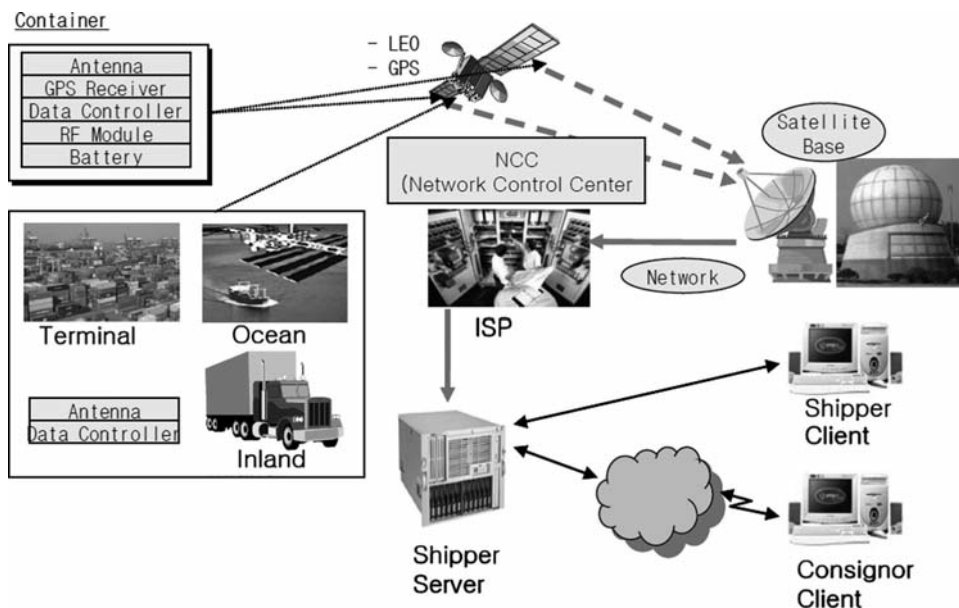 Container
Antenna
GPS Receiver
Data Controller
RF Module
Battery
- LEO
- GPS
NCC
(Network Control Center
Satellite
Base
Network
ISP
Terminal
Ocean
Antenna
Data Controller
Inland
Shipper
Server
Shipper
Client
Consignor
Client